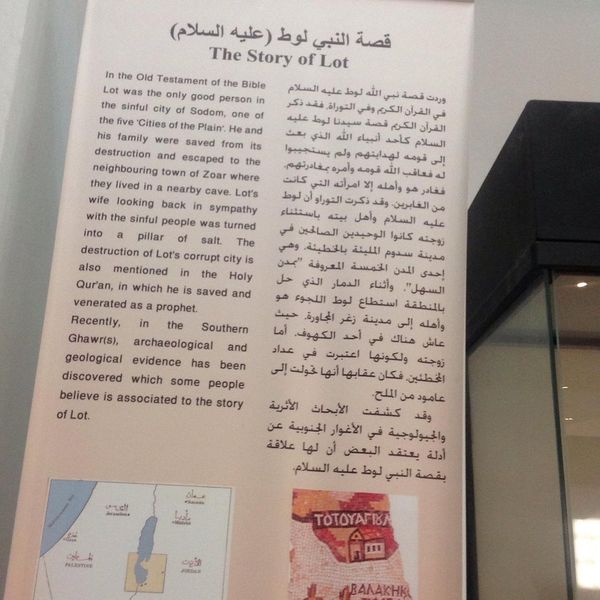 قصة النبي لوط (عليه السلام)
The Story of Lot
In the Old Testament of the Bible
Lot was the only good person in
the sinful city of Sodom, one of
the five 'Cities of the Plain'. He and
his family were saved from its
destruction and escaped to the
neighbouring town of Zoar where
they lived in a nearby cave. Lot's
wife looking back in sympathy
with the sinful people was turned
into a pillar of salt. The
destruction of Lot's corrupt city is
also mentioned in the Holy
Qur'an, in which he is saved and
venerated as a prophet.
Recently, in the Southern
Ghawr(s), archaeological and
geological evidence has been
discovered which some people
believe is associated to the story
of Lot.
وردت قصة نبي الله لوط عليه السلام
في القرآن الكريم وفي التوراة. فقد ذكر
القرآن الكريم قصة سيدنا لوط عليه
السلام كأحد أنبياء الله الذي بعث
إلى قومه لهدايتهم ولم يستجيبوا
له فعاقب الله قومه وأمره بمغادرتهم.
فغادر هو وأهله إلا امرأته التي كانت
من الغابرين. وقد ذكرت التوراو أن لوط
عليه السلام وأهل بيته باستثناء
زوجته كانوا الوحيدين الصالحين في
مدينة سدوم المليئة بالخطيئة. وهي
إحدى المدن الخمسة المعروفة "بمدن
السهل". وأثناء الدمار الذي حل
بالمنطقة استطاع لوط اللجوء هو
وأهله إلى مدينة زغر المجاورة. حيث
عاش هناك في أحد الكهوف. أما
زوجته ولكونها اعتبرت في عداد
الخطئين. فكان عقابها أنها تحولت إلى
عامود من الملح.
وقد كشفت الأبحاث الأثرية
والجيولوجية في الأغوار الجنوبية عن
أدلة يعتقد البعض أن لها علاقة
بقصة النبي لوط عليه السلام.
عمان
القدس
Jerusalem
مادبا
Madaba
غزة
فلسطين
PALESTINE
الأردن
JORDAN
ΒΑΛΑΚΗΚ